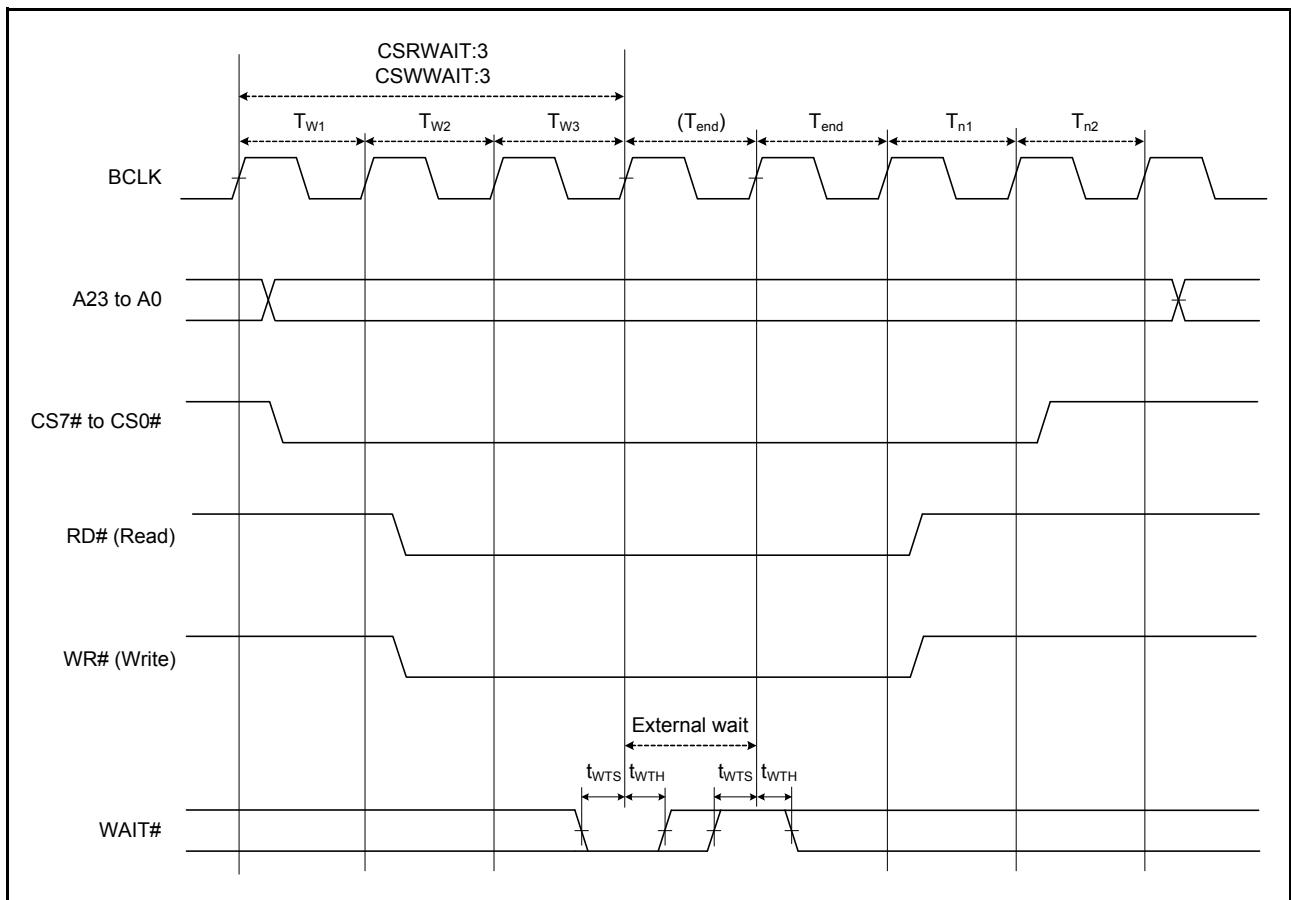 CSRWAIT:3
CSWWAIT:3
TW1 TW2 TW3 (Tend) Tend Tn1 Tn2
BCLK
A23 to A0
CS7# to CS0#
RD# (Read)
WR# (Write)
External wait
tWTS tWTH tWTS tWTH
WAIT#